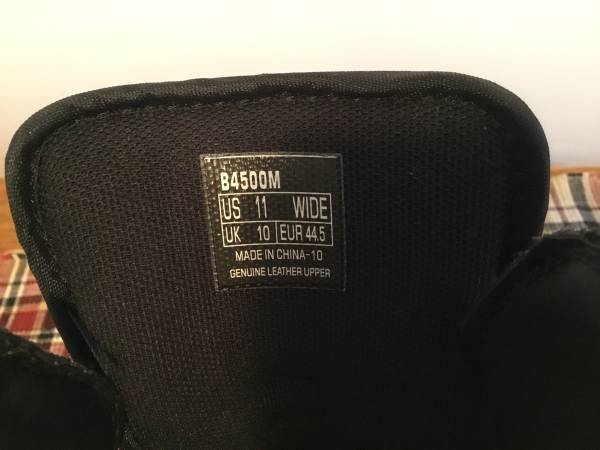 B4500M
US 11 WIDE
UK 10 EUR 44.5
MADE IN CHINA-10
GENUINE LEATHER UPPER